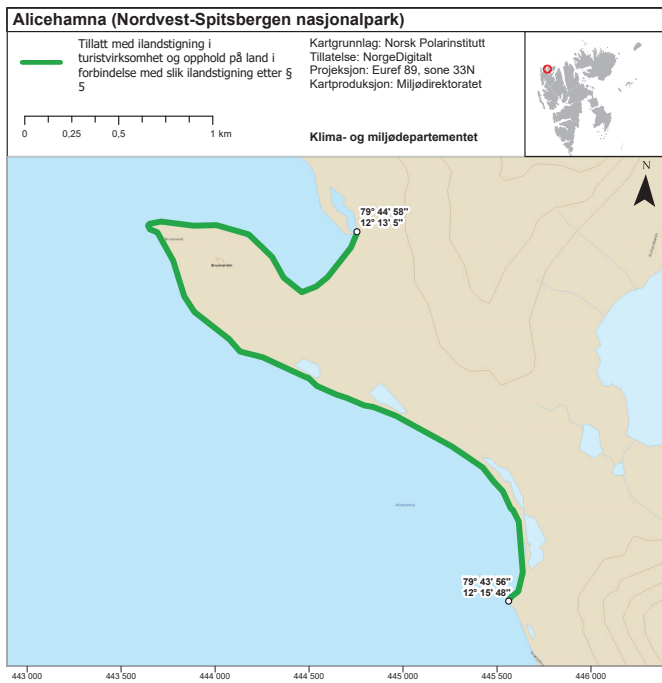 Alicehamna (Nordvest-Spitsbergen nasjonalpark)
Tillatt med ilandstigning i
turistvirksomhet og opphold på land i
forbindelse med slik ilandstigning etter §
5
0 0,25 0,5 1 km
Kartgrunnlag: Norsk Polarinstitutt
Tillatelse: NorgeDigitalt
Projeksjon: Euref 89, sone 33N
Kartproduksjon: Miljødirektoratet
Klima- og miljødepartementet
N
79° 44' 58"
12° 13' 5"
Alicehamna
79° 43' 56"
12° 15' 48"
443 000 443 500 444 000 444 500 445 000 445 500 446 000